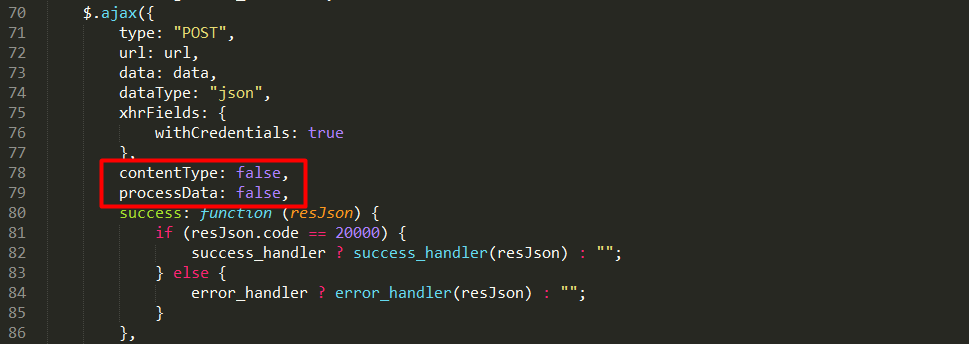 70 $.ajax({
71 type: "POST",
72 url: url,
73 data: data,
74 dataType: "json",
75 xhrFields: {
76 withCredentials: true
77 },
78 contentType: false,
79 processData: false,
80 success: function (resJson) {
81 if (resJson.code == 20000) {
82 success_handler ? success_handler(resJson) : "";
83 } else {
84 error_handler ? error_handler(resJson) : "";
85 }
86 },